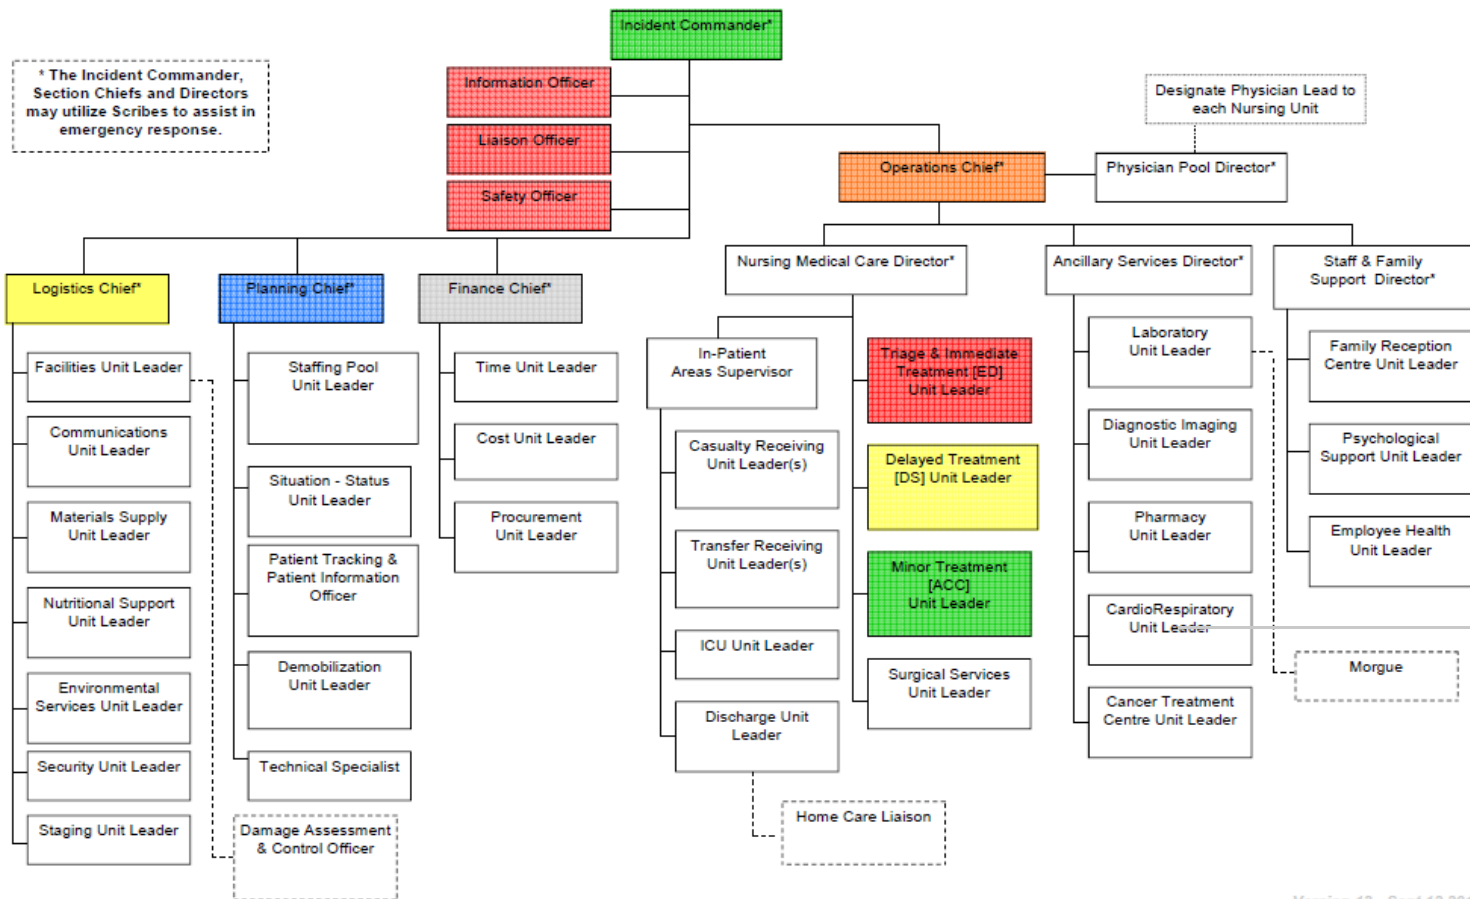 Incident Commander*
* The Incident Commander,
Section Chiefs and Directors
may utilize Scribes to assist in
emergency response.
Information Officer
Liaison Officer
Safety Officer
Designate Physician Lead to
each Nursing Unit
Operations Chief*
Physician Pool Director*
Logistics Chief*
Planning Chief*
Finance Chief*
Nursing Medical Care Director*
Ancillary Services Director*
Staff & Family
Support Director*
Facilities Unit Leader
Communications
Unit Leader
Materials Supply
Unit Leader
Nutritional Support
Unit Leader
Environmental
Services Unit Leader
Security Unit Leader
Staging Unit Leader
Staffing Pool
Unit Leader
Situation - Status
Unit Leader
Patient Tracking &
Patient Information
Officer
Demobilization
Unit Leader
Technical Specialist
Damage Assessment
& Control Officer
Time Unit Leader
Cost Unit Leader
Procurement
Unit Leader
In-Patient
Areas Supervisor
Casualty Receiving
Unit Leader(s)
Transfer Receiving
Unit Leader(s)
ICU Unit Leader
Discharge Unit
Leader
Home Care Liaison
Triage & Immediate
Treatment [ED]
Unit Leader
Delayed Treatment
[DS] Unit Leader
Minor Treatment
[ACC]
Unit Leader
Surgical Services
Unit Leader
Laboratory
Unit Leader
Diagnostic Imaging
Unit Leader
Pharmacy
Unit Leader
CardioRespiratory
Unit Leader
Cancer Treatment
Centre Unit Leader
Family Reception
Centre Unit Leader
Psychological
Support Unit Leader
Employee Health
Unit Leader
Morgue